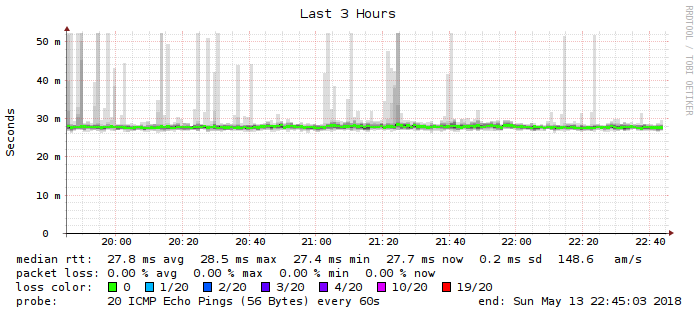 Last 3 Hours
RRDTOOL / TOBI OETIKER
Seconds
50 m
40 m
30 m
20 m
10 m
0
20:00 20:20 20:40 21:00 21:20 21:40 22:00 22:20 22:40
median rtt: 27.8 ms avg 28.5 ms max 27.4 ms min 27.7 ms now 0.2 ms sd 148.6 am/s
packet loss: 0.00 % avg 0.00 % max 0.00 % min 0.00 % now
loss color: 0 1/20 2/20 3/20 4/20 10/20 19/20
probe: 20 ICMP Echo Pings (56 Bytes) every 60s end: Sun May 13 22:45:03 2018